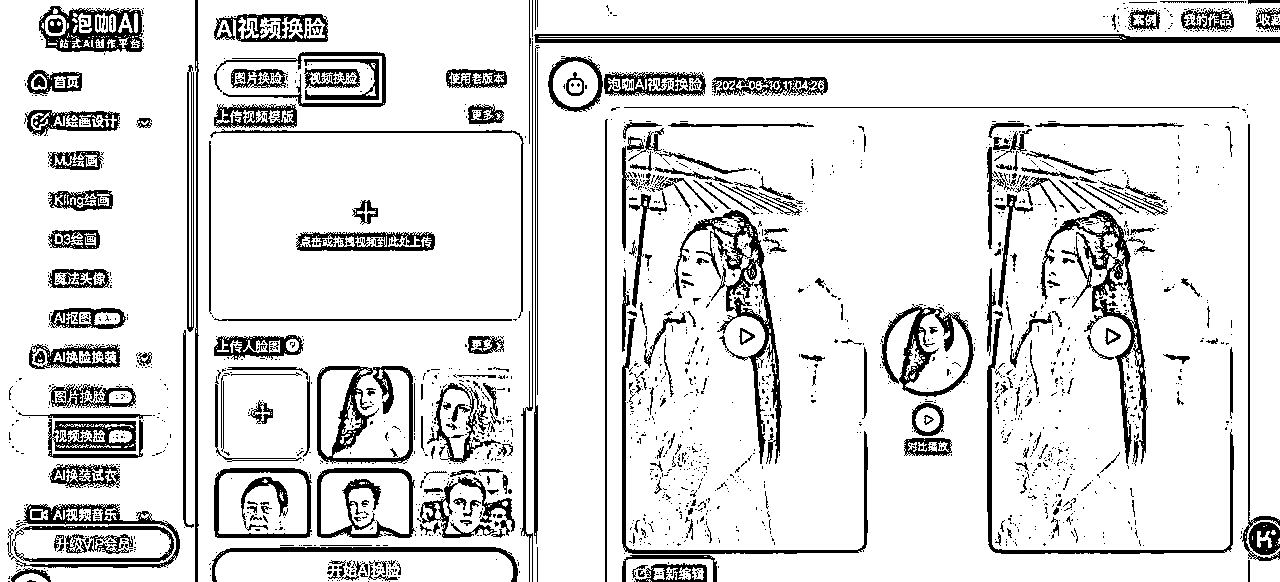 泡咖AI
一站式AI创作平台
首页
AI绘画设计
MJ绘画
Kling绘画
D3绘画
魔法头像
AI抠图
AI换脸换装
图片换脸
视频换脸
AI换装试衣
AI视频音乐
升级VIP会员
AI视频换脸
图片换脸
视频换脸
使用老版本
上传视频模版
更多
点击或拖拽视频到此处上传
上传人脸图
更多
开始AI换脸
案例
我的作品
收藏
泡咖AI视频换脸
对比播放
重新编辑